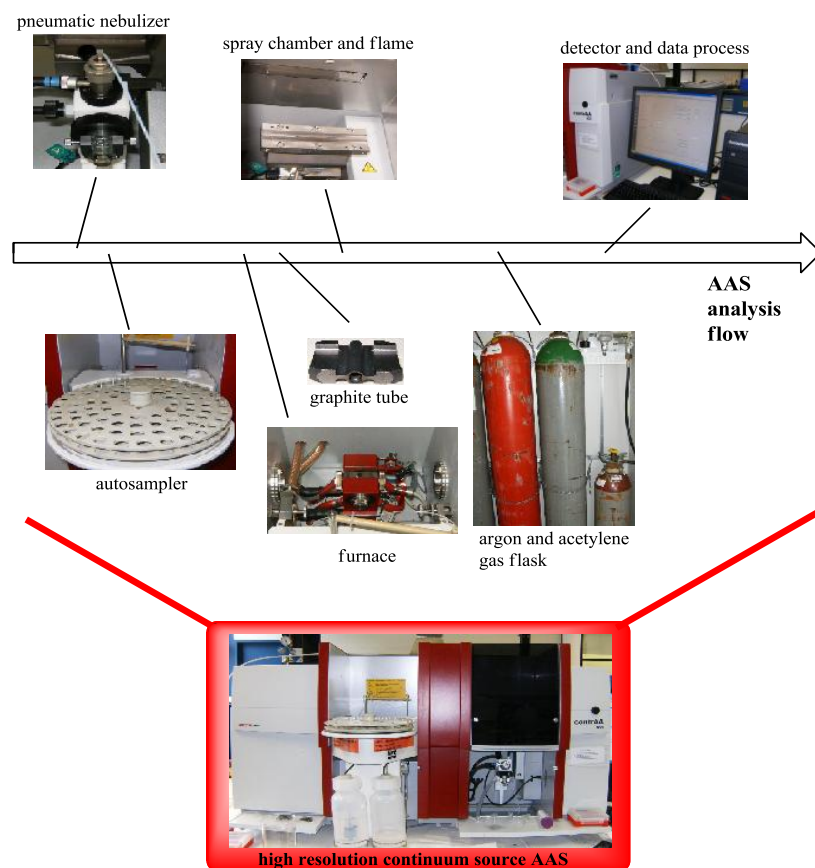 pneumatic nebulizer
spray chamber and flame
detector and data process
AAS
analysis
flow
graphite tube
autosampler
furnace
argon and acetylene
gas flask
contrAA
high resolution continuum source AAS